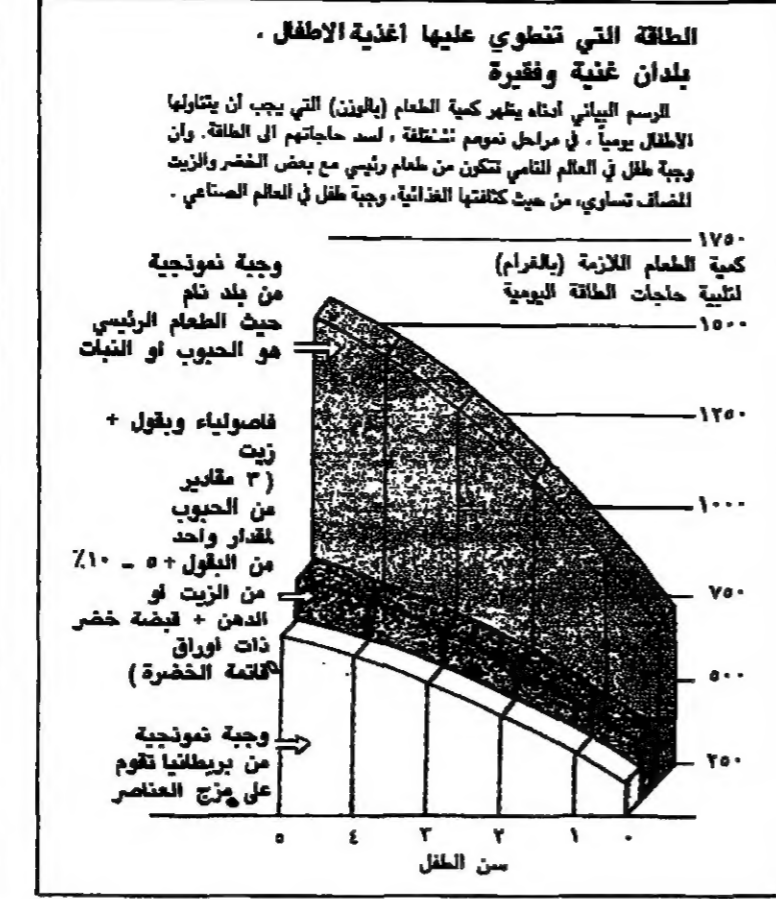 الطاقة التي تنطوي عليها اغذية الاطفال .
بلدان غنية وفقيرة
الرسم البياني أدناه يظهر كمية الطعام (بالوزن) التي يجب أن يتناولها
الأطفال يومياً ، في مراحل نموهم ، لسد حاجاتهم الى الطاقة. وان
وجبة طفل في العالم النامي تتكون من طعام رئيسي مع بعض الخضر والزيت
المضاف تساوي، من حيث كثافتها الغذائية، وجبة طفل في العالم الصناعي .
١٧٥٠
كمية الطعام اللازمة (بالغرام)
لتلبية حاجات الطاقة اليومية
١٥٠٠
١٢٥٠
١٠٠٠
٧٥٠
٥٠٠
٢٥٠
وجبة نموذجية
من بلد نام
حيث الطعام الرئيسي
هو الحبوب او النبات
فاصولياء وبقول +
زيت
( ٣ مقادير
من الحبوب
لمقدار واحد
من البقول + ٥ – ١٠٪
من الزيت او
الدهن + قبضة خضر
ذات أوراق
قاتمة الخضرة )
وجبة نموذجية
من بريطانيا تقوم
على مزج العناصر
٥ ٤ ٣ ٢ ١ ٠
سن الطفل